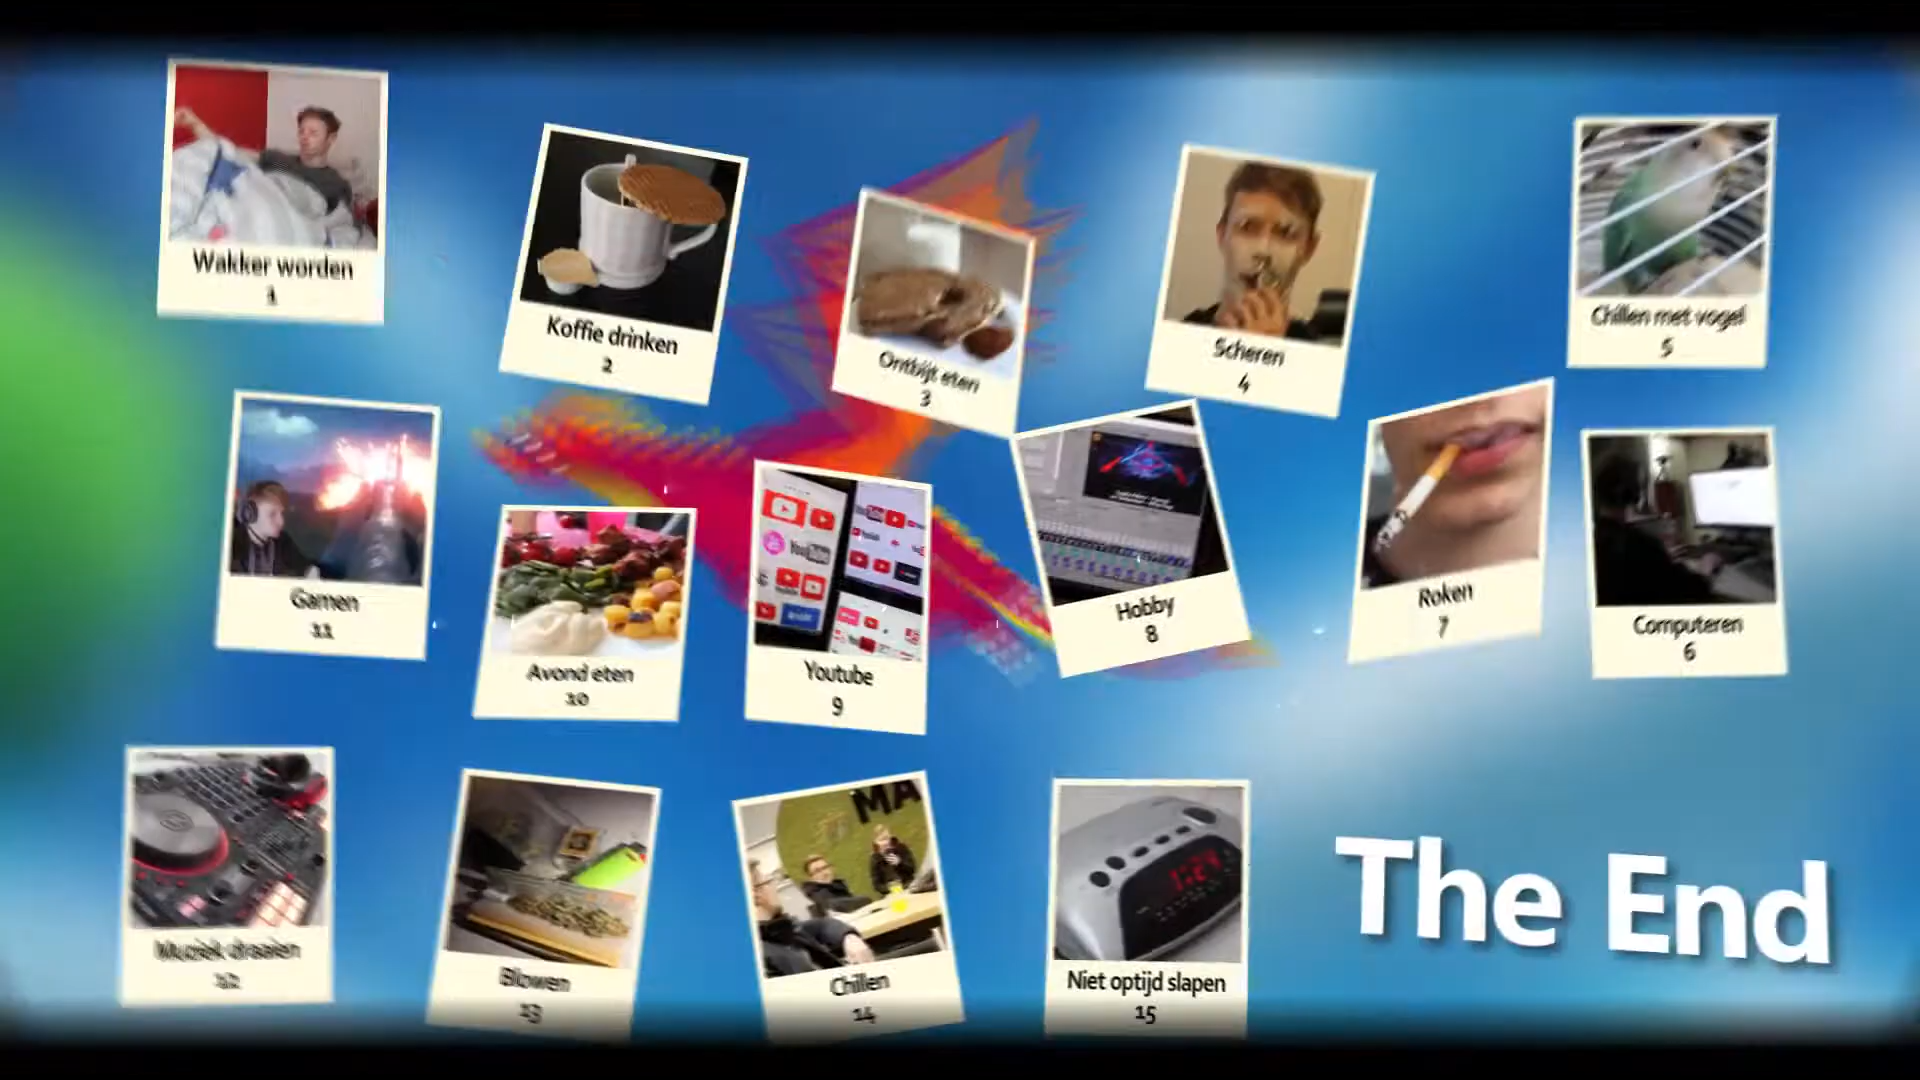 Wakker worden
1
Koffie drinken
2
Ontbijt eten
3
Scheren
4
Chillen met vogel
5
Gamen
11
Avond eten
10
YouTube
Youtube
9
Hobby
8
Roken
7
Computeren
6
Muziek draaien
12
Blowen
13
MA
Chillen
14
Niet optijd slapen
15
The End